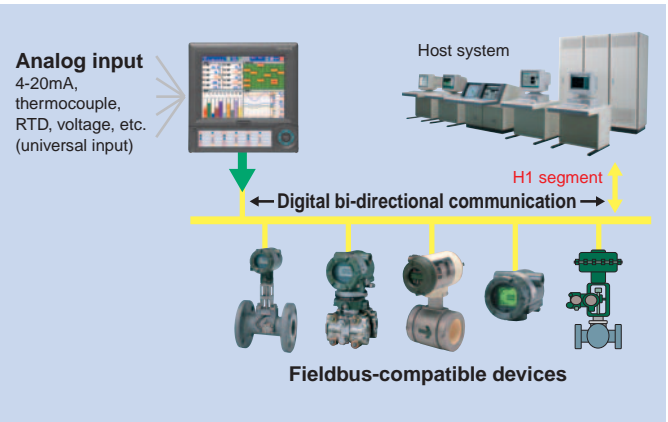 Analog input
4-20mA,
thermocouple,
RTD, voltage, etc.
(universal input)
Host system
H1 segment
Digital bi-directional communication
Fieldbus-compatible devices